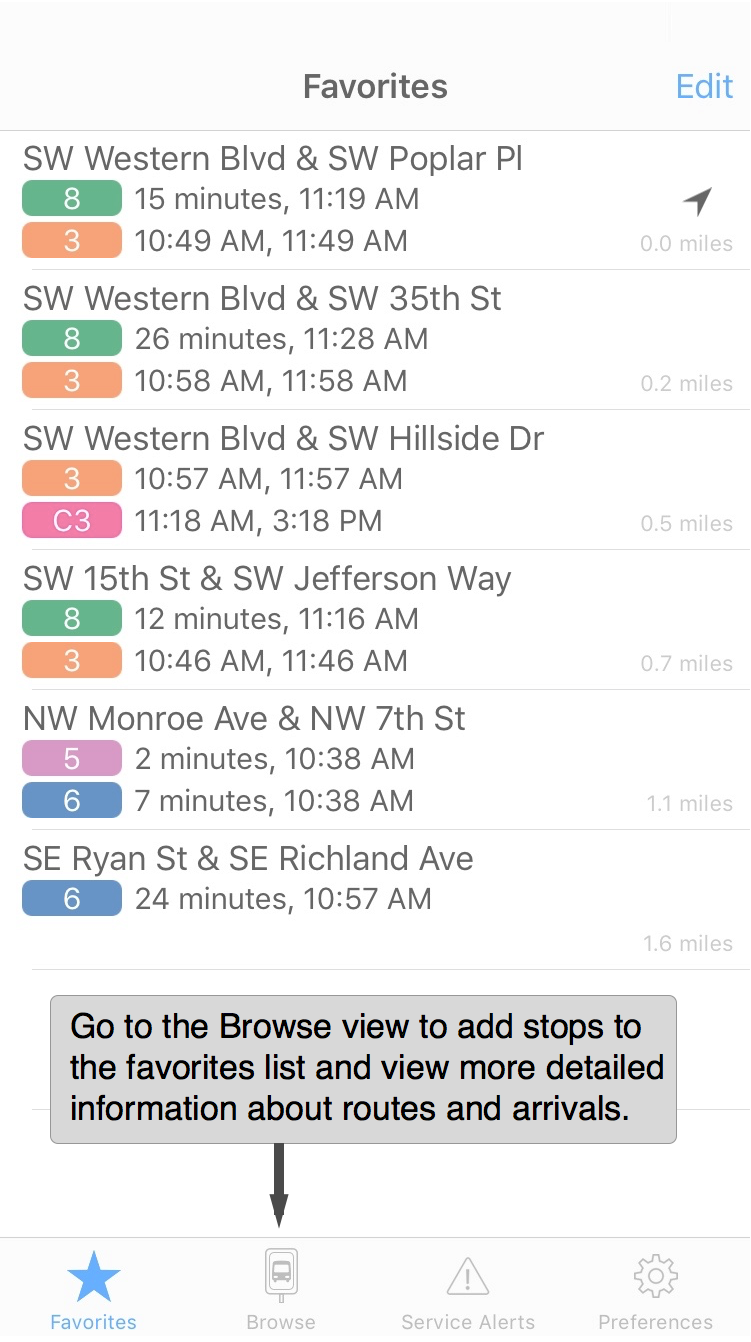 Favorites
Edit
SW Western Blvd & SW Poplar Pl
8 15 minutes, 11:19 AM
3 10:49 AM, 11:49 AM
0.0 miles
SW Western Blvd & SW 35th St
8 26 minutes, 11:28 AM
3 10:58 AM, 11:58 AM
0.2 miles
SW Western Blvd & SW Hillside Dr
3 10:57 AM, 11:57 AM
C3 11:18 AM, 3:18 PM
0.5 miles
SW 15th St & SW Jefferson Way
8 12 minutes, 11:16 AM
3 10:46 AM, 11:46 AM
0.7 miles
NW Monroe Ave & NW 7th St
5 2 minutes, 10:38 AM
6 7 minutes, 10:38 AM
1.1 miles
SE Ryan St & SE Richland Ave
6 24 minutes, 10:57 AM
1.6 miles
Go to the Browse view to add stops to
the favorites list and view more detailed
information about routes and arrivals.
Favorites
Browse
Service Alerts
Preferences